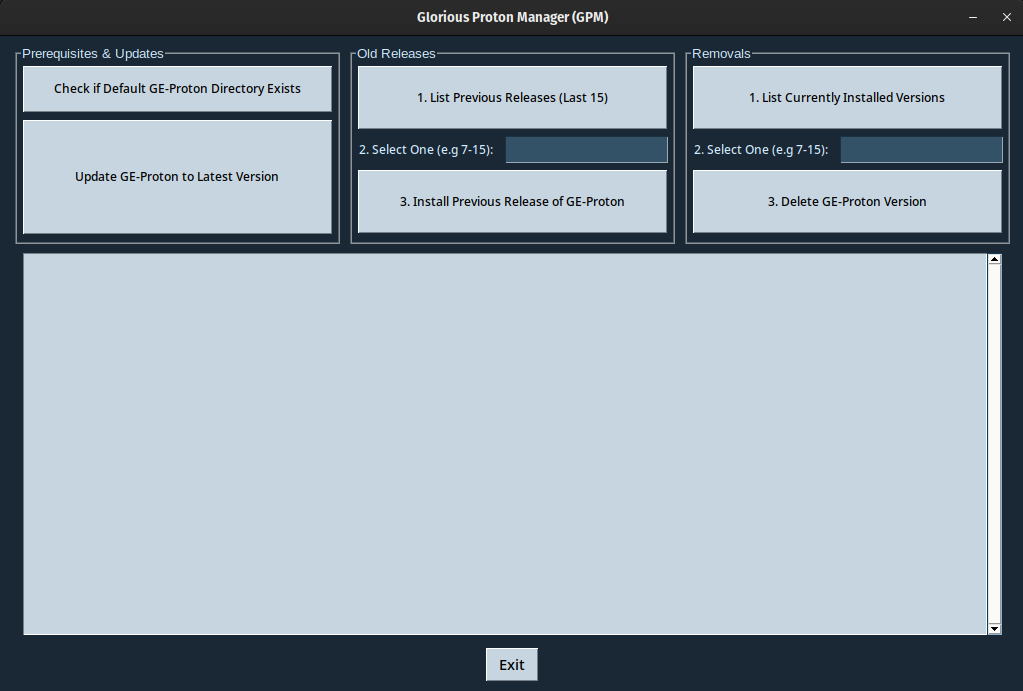 Glorious Proton Manager (GPM)
Prerequisites & Updates
Check if Default GE-Proton Directory Exists
Update GE-Proton to Latest Version
Old Releases
1. List Previous Releases (Last 15)
2. Select One (e.g 7-15):
3. Install Previous Release of GE-Proton
Removals
1. List Currently Installed Versions
2. Select One (e.g 7-15):
3. Delete GE-Proton Version
Exit